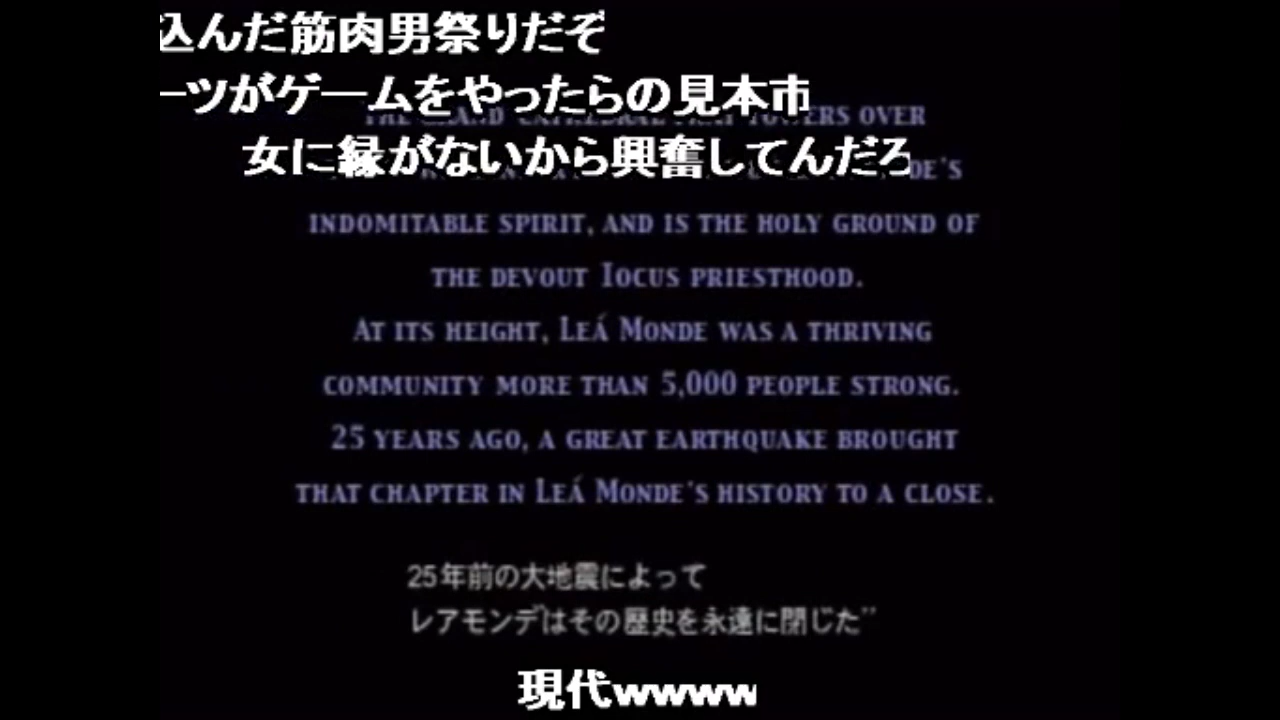 込んだ筋肉男祭りだぞ
ーツがゲームをやったらの見本市
OVER
女に縁がないから興奮してんだろ
INDOMITABLE SPIRIT, AND IS THE HOLY GROUND OF
THE DEVOUT IOCUS PRIESTHOOD.
AT ITS HEIGHT, LEÁ MONDE WAS A THRIVING
COMMUNITY MORE THAN 5,000 PEOPLE STRONG.
25 YEARS AGO, A GREAT EARTHQUAKE BROUGHT
THAT CHAPTER IN LEÁ MONDE'S HISTORY TO A CLOSE.
25年前の大地震によって
レアモンデはその歴史を永遠に閉じた”
現代wwww